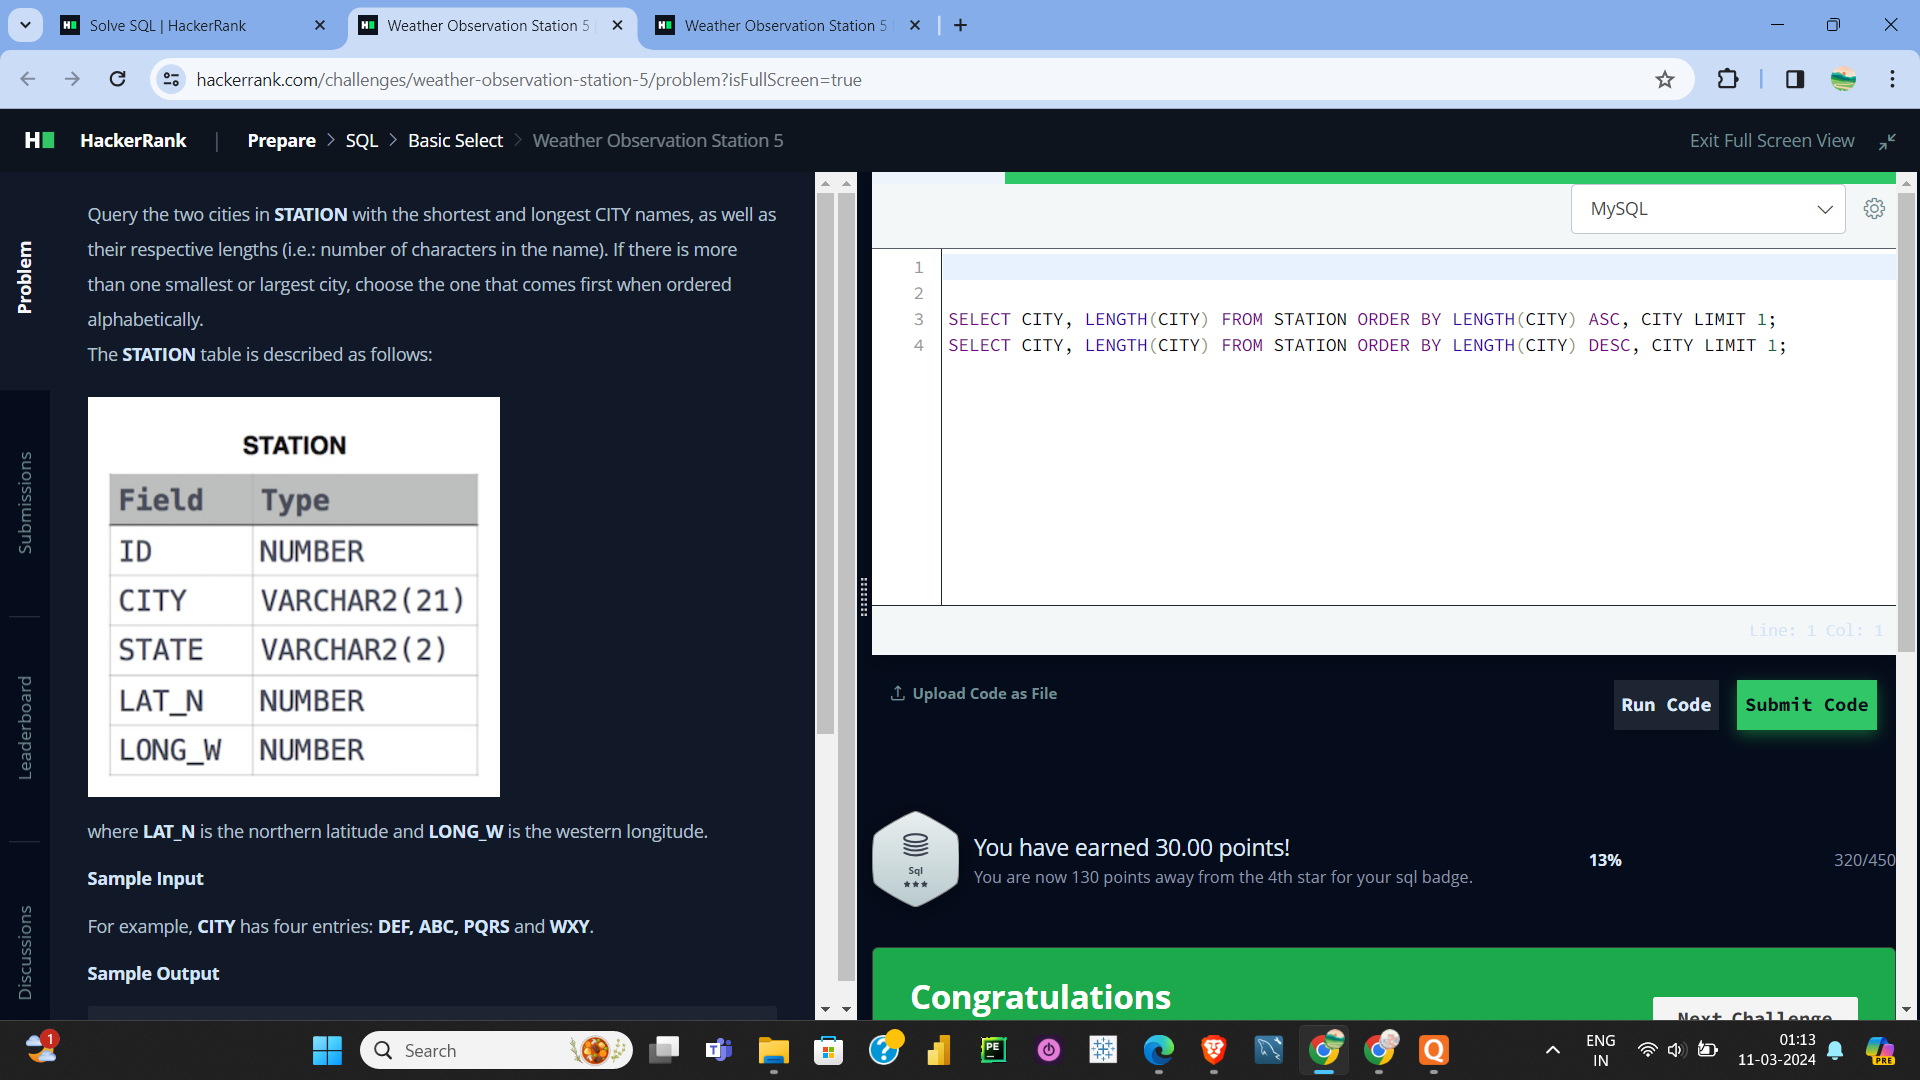 Solve SQL | HackerRank
Weather Observation Station 5
Weather Observation Station 5
hackerrank.com/challenges/weather-observation-station-5/problem?isFullScreen=true
HackerRank | Prepare > SQL > Basic Select > Weather Observation Station 5
Exit Full Screen View
Problem
Submissions
Leaderboard
Discussions
Query the two cities in STATION with the shortest and longest CITY names, as well as
their respective lengths (i.e.: number of characters in the name). If there is more
than one smallest or largest city, choose the one that comes first when ordered
alphabetically.
The STATION table is described as follows:
STATION
Field Type
ID NUMBER
CITY VARCHAR2(21)
STATE VARCHAR2(2)
LAT_N NUMBER
LONG_W NUMBER
where LAT_N is the northern latitude and LONG_W is the western longitude.
Sample Input
For example, CITY has four entries: DEF, ABC, PQRS and WXY.
Sample Output
MySQL
1
2
3 SELECT CITY, LENGTH(CITY) FROM STATION ORDER BY LENGTH(CITY) ASC, CITY LIMIT 1;
4 SELECT CITY, LENGTH(CITY) FROM STATION ORDER BY LENGTH(CITY) DESC, CITY LIMIT 1;
Line: 1 Col: 1
Upload Code as File
Run Code
Submit Code
Sql
You have earned 30.00 points!
You are now 130 points away from the 4th star for your sql badge.
13%
320/450
Congratulations
Next Challenge
1
Search
PE
Q
ENG
IN
01:13
11-03-2024
PRE